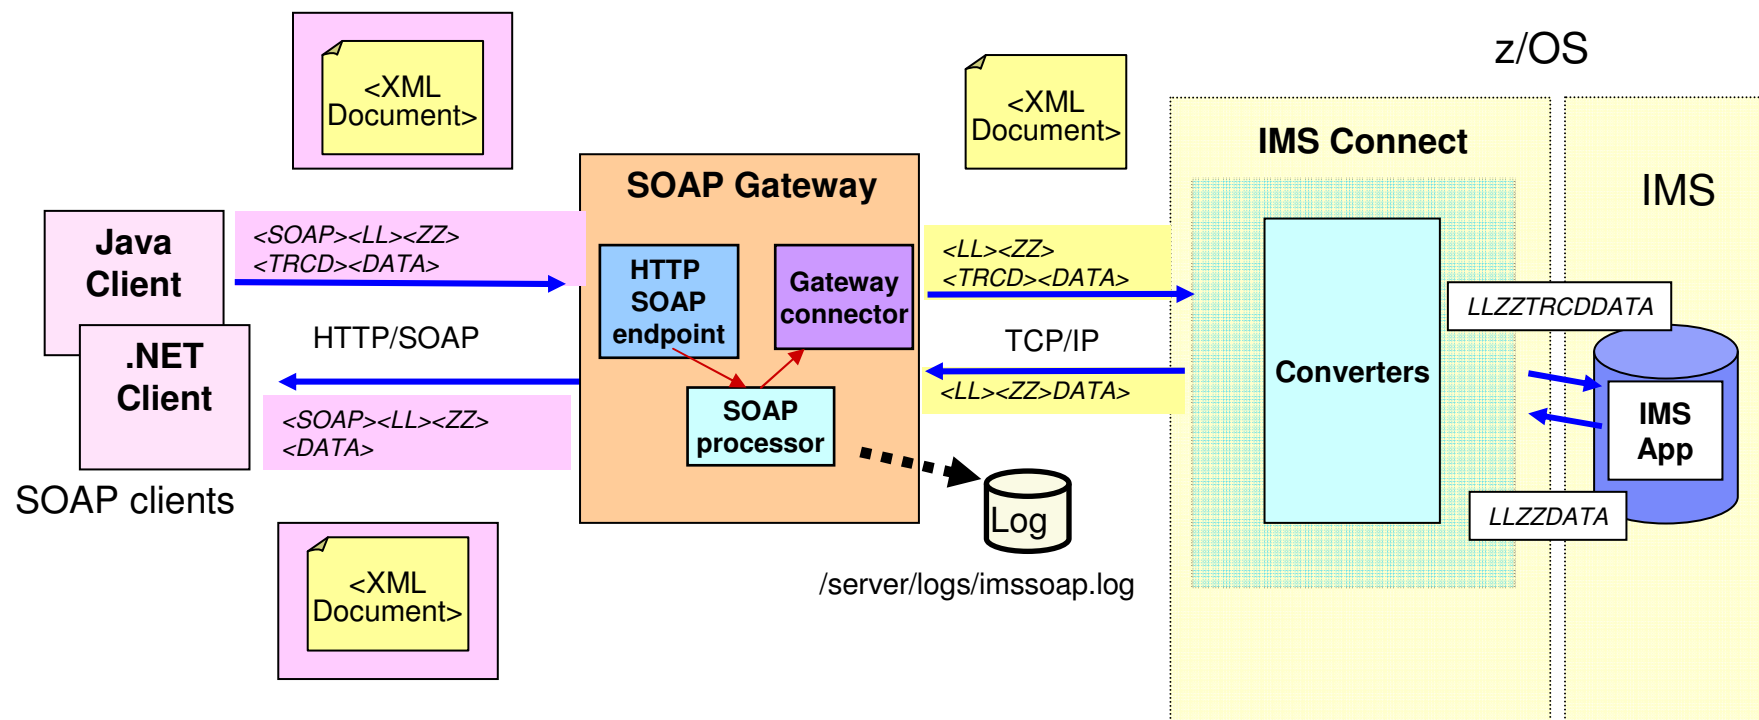 z/OS
<XML
Document>
<XML
Document>
IMS Connect
SOAP Gateway
IMS
Java
Client
<SOAP><LL><ZZ>
<TRCD><DATA>
HTTP
SOAP
endpoint
Gateway
connector
<LL><ZZ>
<TRCD><DATA>
LLZZTRCDDATA
HTTP/SOAP
TCP/IP
.NET
Client
Converters
<SOAP><LL><ZZ>
<DATA>
SOAP
processor
<LL><ZZ>DATA>
IMS
App
SOAP clients
Log
LLZZDATA
/server/logs/imssoap.log
<XML
Document>